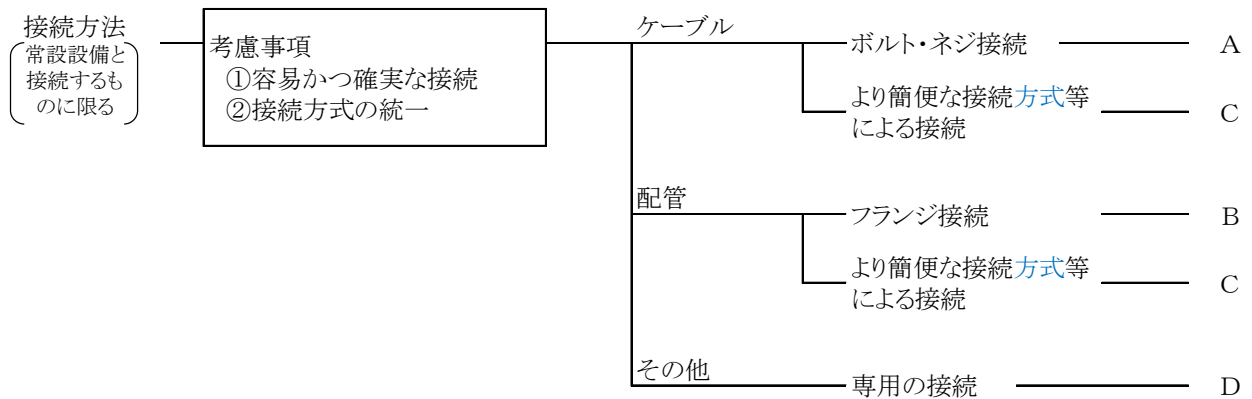 接続方法
常設設備と
接続するも
のに限る
考慮事項
①容易かつ確実な接続
②接続方式の統一
ケーブル
ボルト・ネジ接続
A
より簡便な接続方式等
による接続
C
配管
フランジ接続
B
より簡便な接続方式等
による接続
C
その他
専用の接続
D